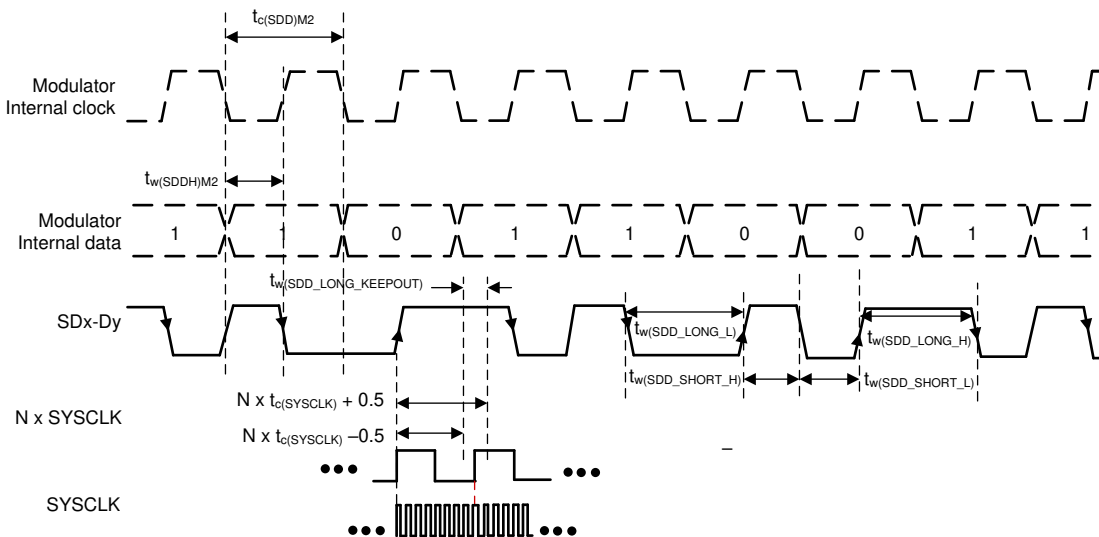 tc(SDD)M2
Modulator
Internal clock
tw(SDDH)M2
Modulator
Internal data
1 1 0 1 1 0 0 1 1
tw(SDD_LONG_KEEPOUT)
SDx-Dy
tw(SDD_LONG_L)
tw(SDD_LONG_H)
tw(SDD_SHORT_H)
tw(SDD_SHORT_L)
N x tc(SYSCLK) + 0.5
N x SYSCLK
N x tc(SYSCLK) –0.5
–
SYSCLK